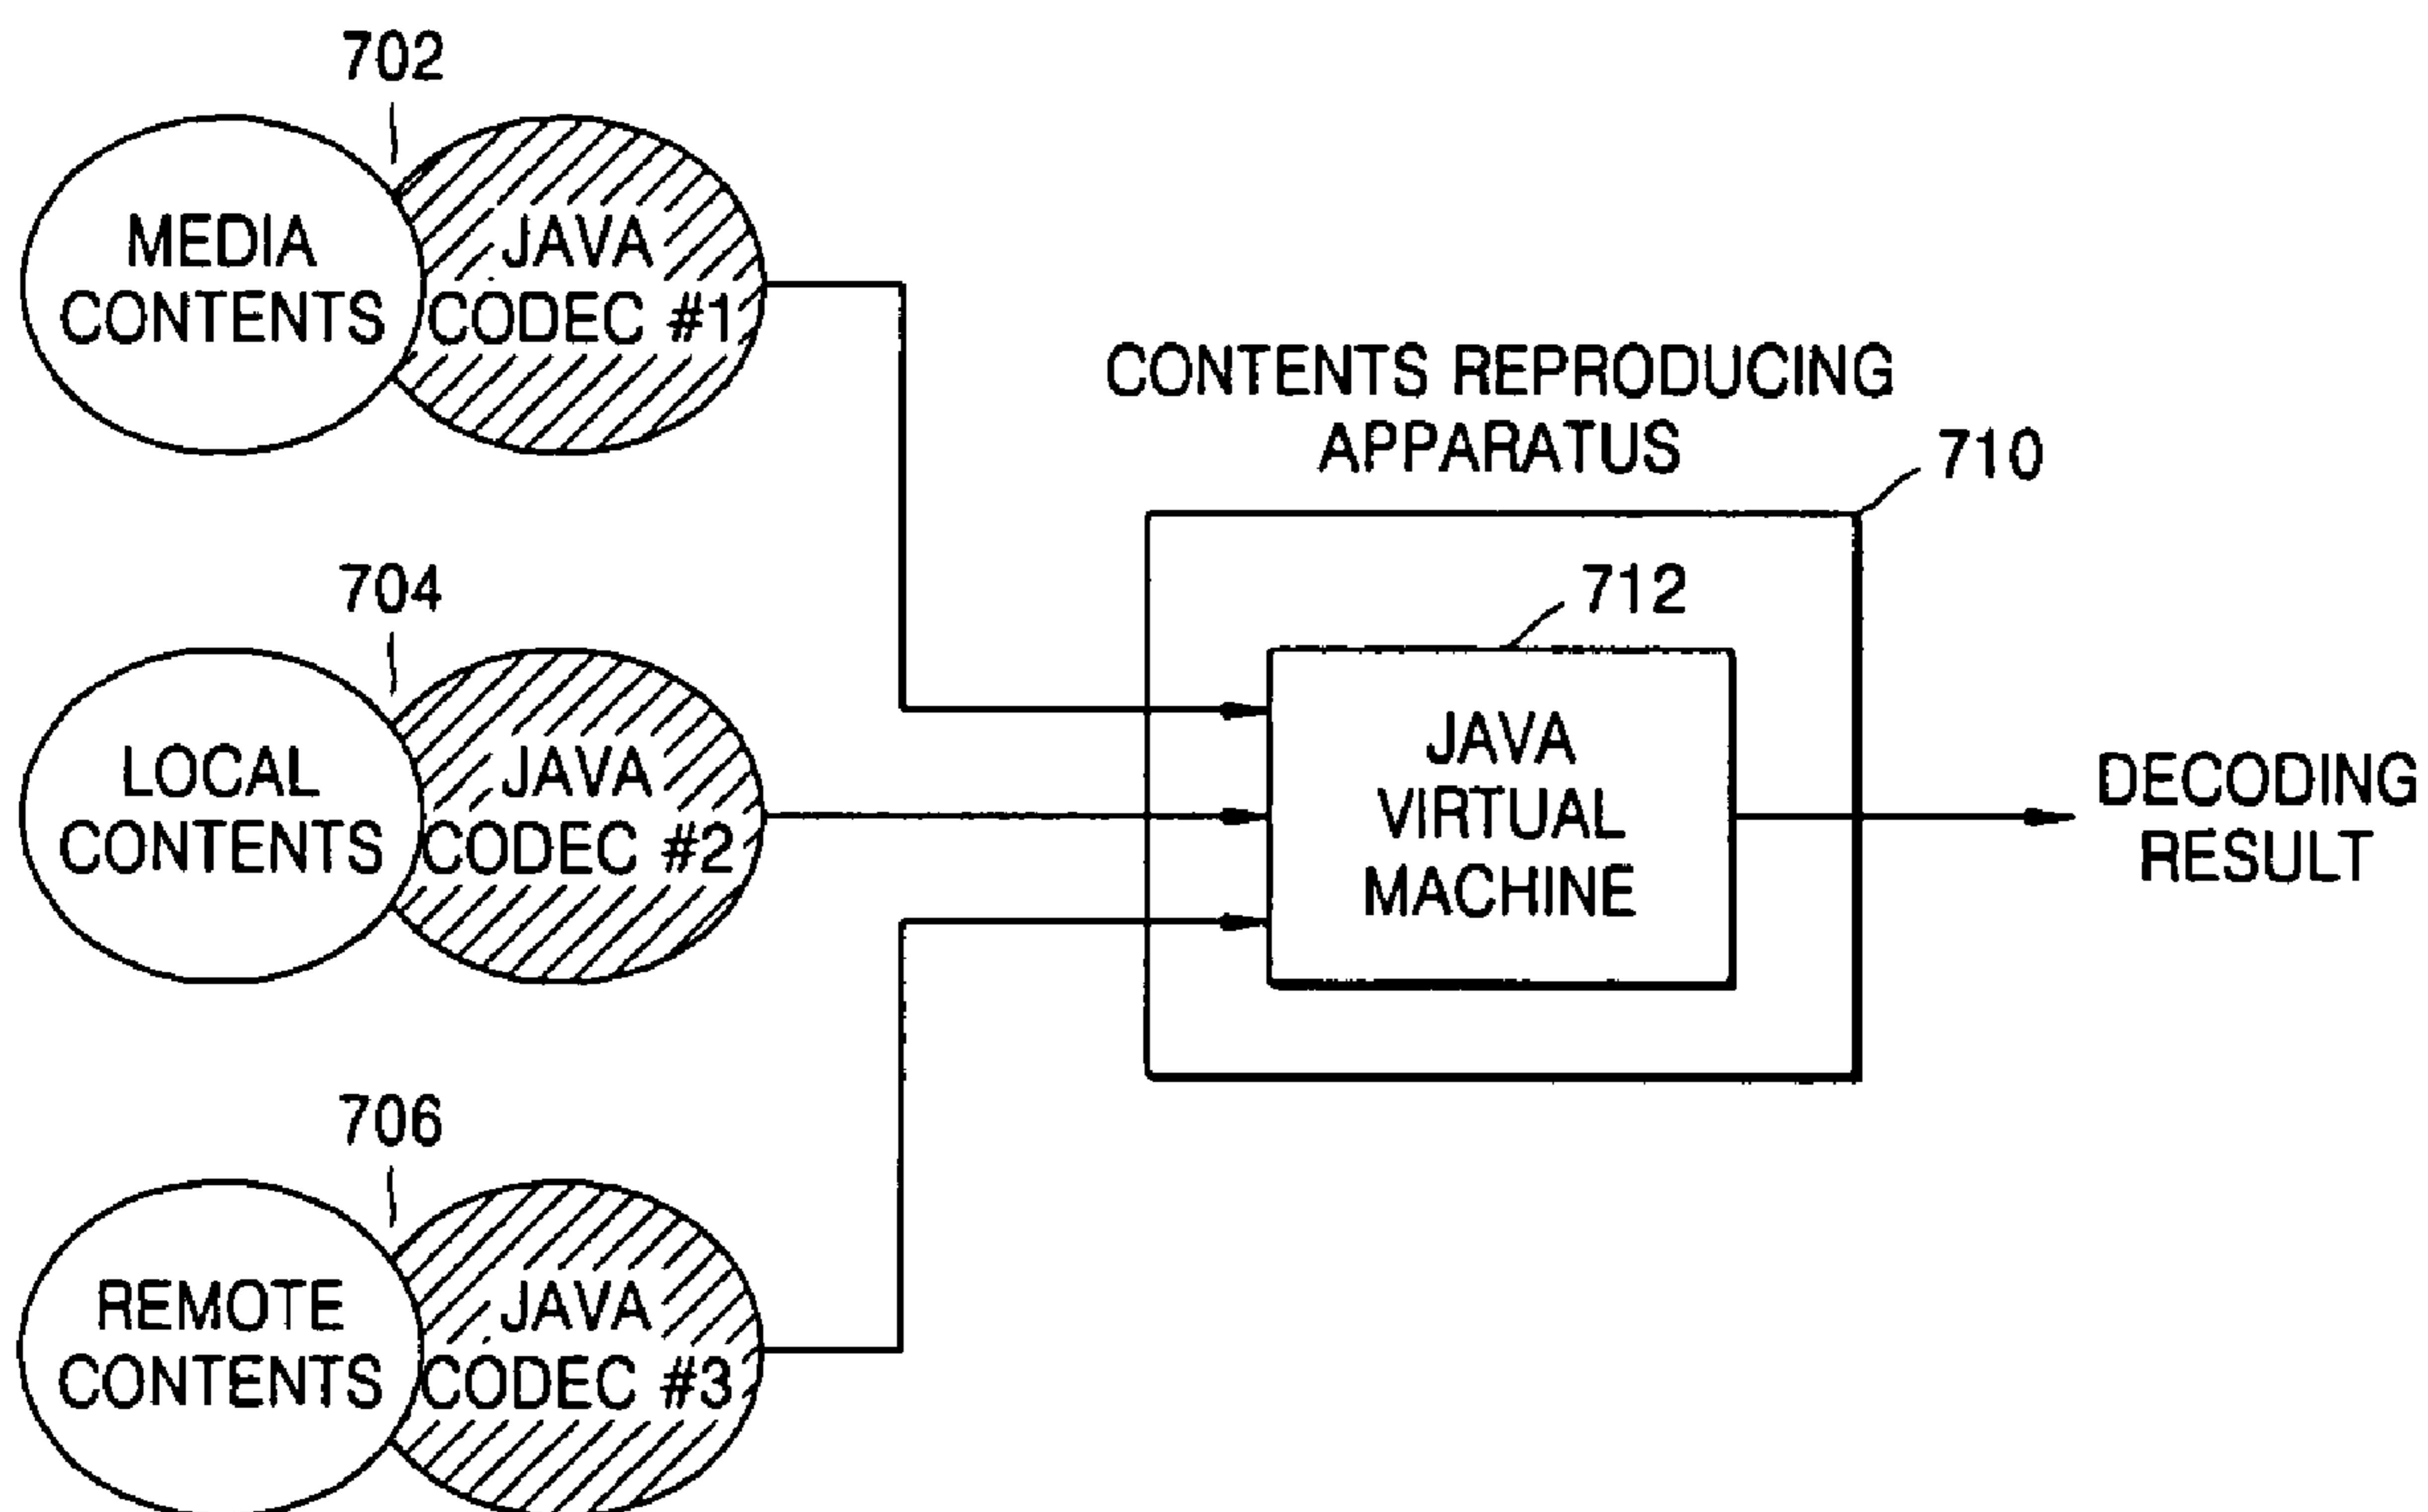 702
MEDIA
CONTENTS
JAVA
CODEC #1
CONTENTS REPRODUCING
APPARATUS
710
704
LOCAL
CONTENTS
JAVA
CODEC #2
712
JAVA
VIRTUAL
MACHINE
DECODING
RESULT
706
REMOTE
CONTENTS
JAVA
CODEC #3